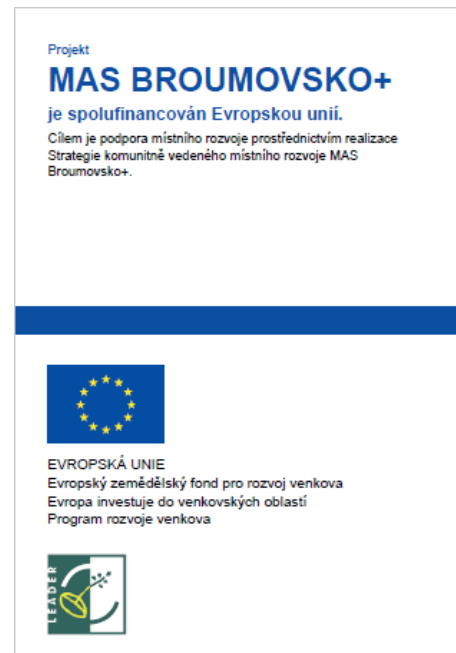 Projekt
MAS BROUMOVSKO+
je spolufinancován Evropskou unií.
Cílem je podpora místního rozvoje prostřednictvím realizace
Strategie komunitně vedeného místního rozvoje MAS
Broumovsko+.
EVROPSKÁ UNIE
Evropský zemědělský fond pro rozvoj venkova
Evropa investuje do venkovských oblastí
Program rozvoje venkova
LEADER